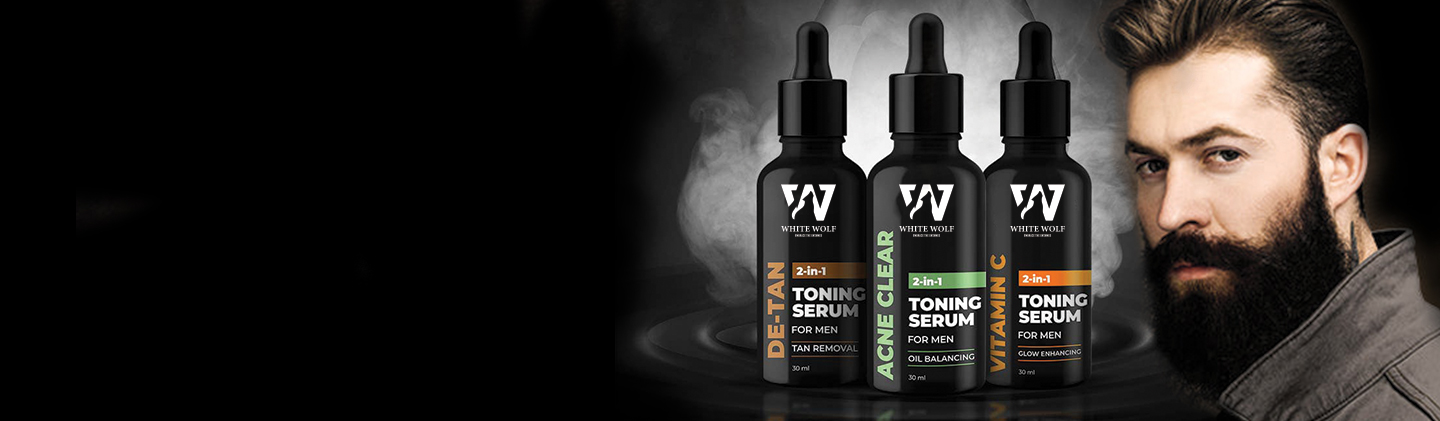 WHITE WOLF
DE-TAN
2-in-1
TONING
SERUM
FOR MEN
TAN REMOVAL
30 ml
WHITE WOLF
ACNE CLEAR
2-in-1
TONING
SERUM
FOR MEN
OIL BALANCING
30 ml
WHITE WOLF
VITAMIN C
2-in-1
TONING
SERUM
FOR MEN
GLOW ENHANCING
30 ml